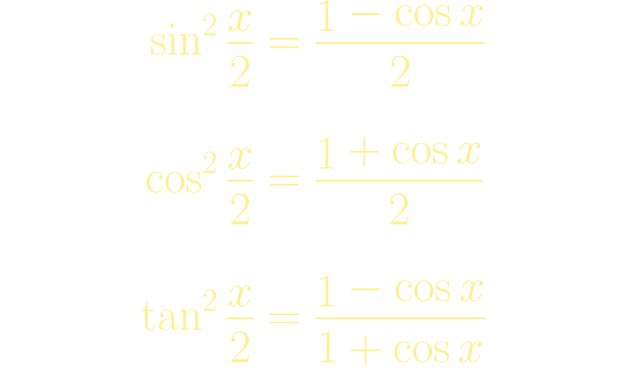 \sin^2 \frac{x}{2} = \frac{1 - \cos x}{2}
\cos^2 \frac{x}{2} = \frac{1 + \cos x}{2}
\tan^2 \frac{x}{2} = \frac{1 - \cos x}{1 + \cos x}